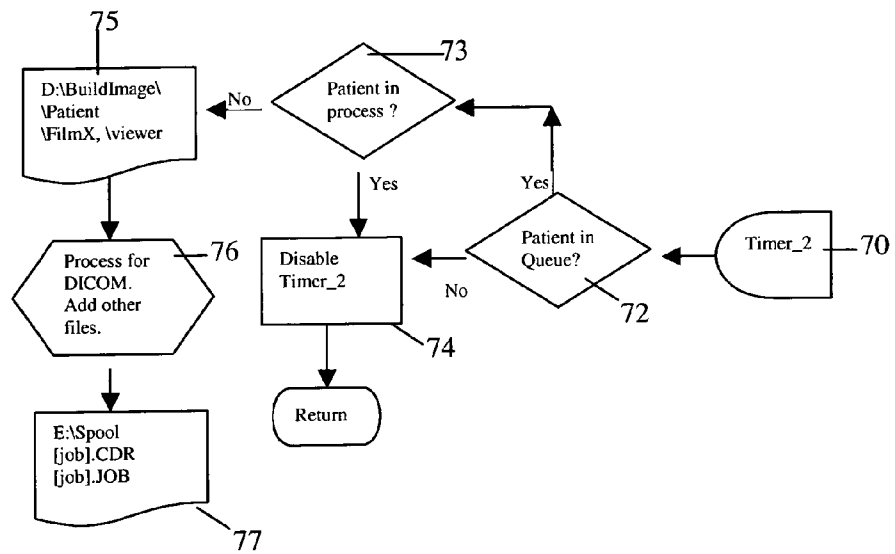 75
D:\BuildImage\
\Patient
\FilmX, \viewer
No
73
Patient in
process ?
Yes
Yes
Patient in
Queue?
72
Timer_2
70
76
Process for
DICOM.
Add other
files.
Disable
Timer_2
No
74
Return
E:\Spool
[job].CDR
[job].JOB
77